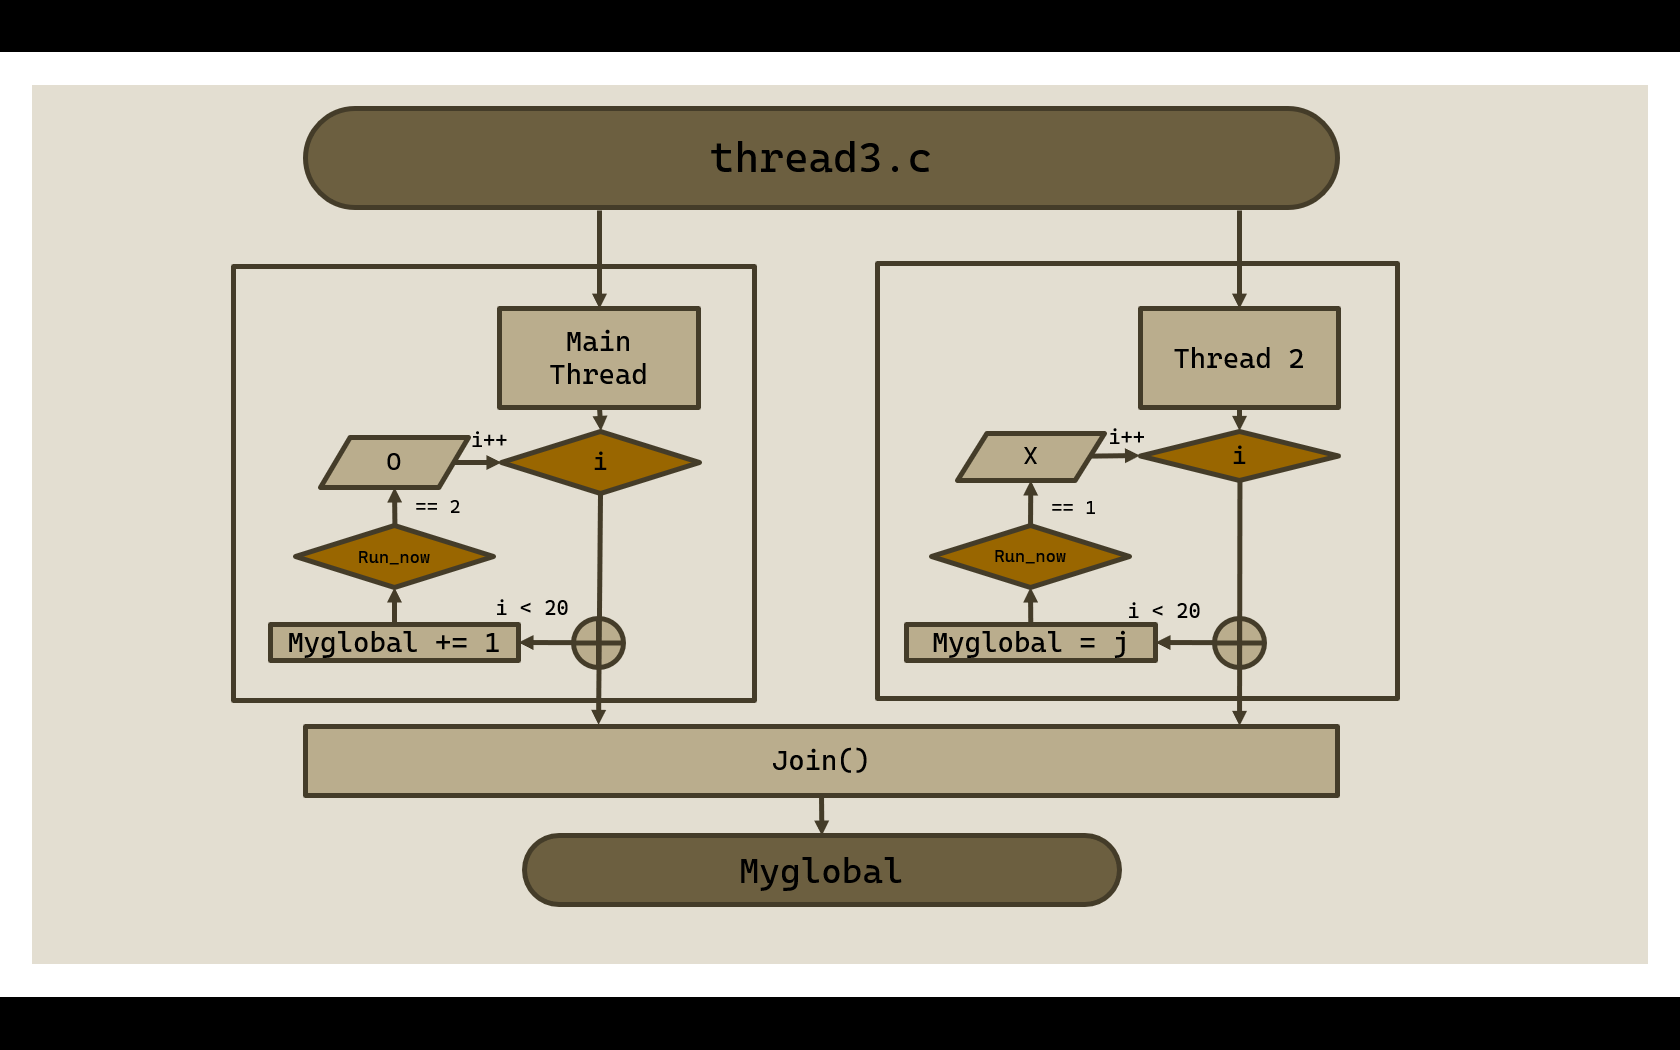 thread3.c
Main
Thread
i++
O
i
== 2
Run_now
i < 20
Myglobal += 1
Thread 2
i++
X
i
== 1
Run_now
i < 20
Myglobal = j
Join()
Myglobal